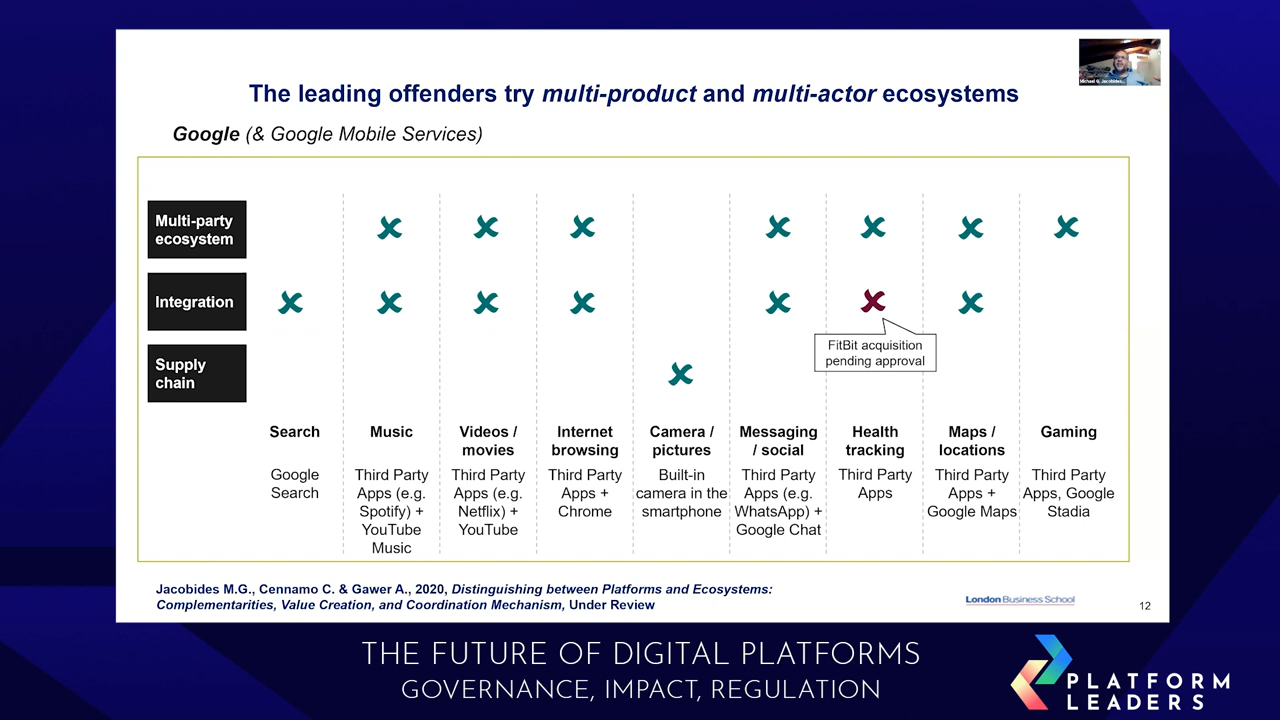 Michael G. Jacobides
The leading offenders try multi-product and multi-actor ecosystems
Google (& Google Mobile Services)
Multi-party
ecosystem
Integration
FitBit acquisition
pending approval
Supply
chain
Search
Google
Search
Music
Third Party
Apps (e.g.
Spotify) +
YouTube
Music
Videos /
movies
Third Party
Apps (e.g.
Netflix) +
YouTube
Internet
browsing
Third Party
Apps +
Chrome
Camera /
pictures
Built-in
camera in the
smartphone
Messaging
/ social
Third Party
Apps (e.g.
WhatsApp) +
Google Chat
Health
tracking
Third Party
Apps
Maps /
locations
Third Party
Apps +
Google Maps
Gaming
Third Party
Apps, Google
Stadia
Jacobides M.G., Cennamo C. & Gawer A., 2020, Distinguishing between Platforms and Ecosystems:
Complementarities, Value Creation, and Coordination Mechanism, Under Review
London Business School
12
THE FUTURE OF DIGITAL PLATFORMS
GOVERNANCE, IMPACT, REGULATION
PLATFORM
LEADERS